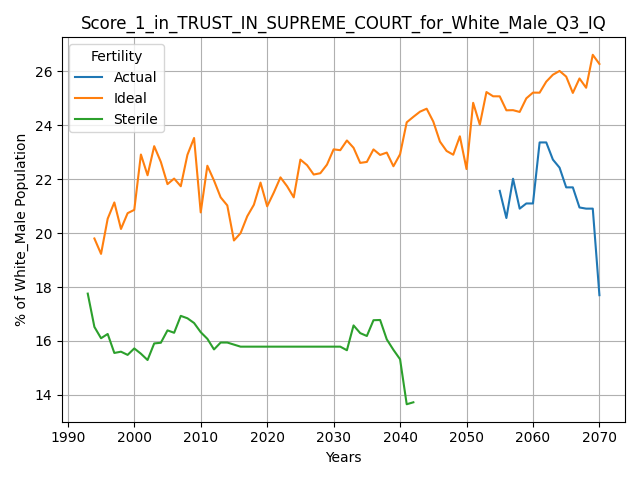 Score_1_in_TRUST_IN_SUPREME_COURT_for_White_Male_Q3_IQ
Fertility
Actual
Ideal
Sterile
% of White_Male Population
26
24
22
20
18
16
14
1990 2000 2010 2020 2030 2040 2050 2060 2070
Years